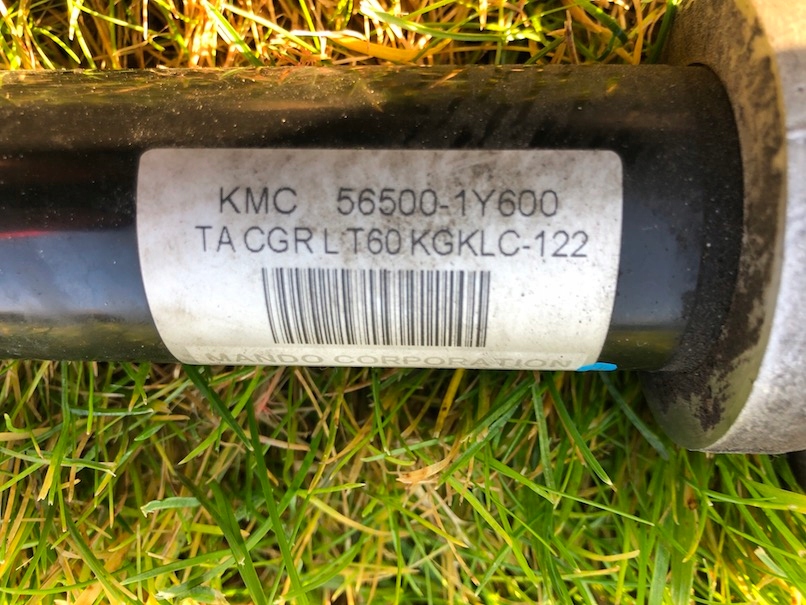 KMC 56500-1Y600
TA CGR L T60 KGKLC-122
MANDO CORPORATION